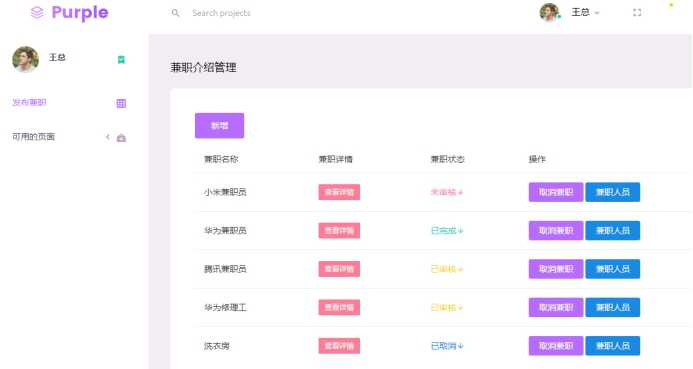 Purple
Search projects
王总
王总
发布兼职
可用的页面
兼职介绍管理
新增
兼职名称 兼职详情 兼职状态 操作
小米兼职员 查看详情 未审核↓ 取消兼职 兼职人员
华为兼职员 查看详情 已完成↓ 取消兼职 兼职人员
腾讯兼职员 查看详情 已审核↓ 取消兼职 兼职人员
华为修理工 查看详情 已审核↓ 取消兼职 兼职人员
洗衣房 查看详情 已取消↓ 取消兼职 兼职人员